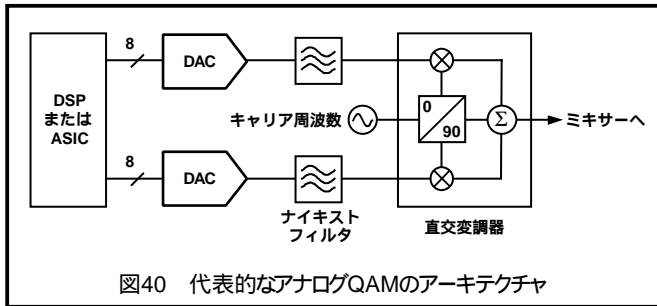 8
DAC
DSP
または
ASIC
キャリア周波数
0
90
Σ
ミキサーへ
8
DAC
ナイキスト
フィルタ
直交変調器
図40 代表的なアナログQAMのアーキテクチャ